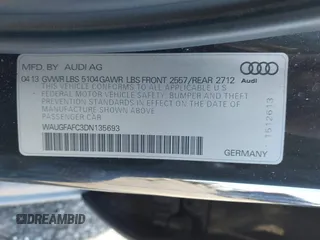 MFD. BY: AUDI AG
04.13 GVWR LBS 5104 GAWR LBS FRONT 2567/REAR 2712
THIS VEHICLE CONFORMS TO ALL APPLICABLE U S
FEDERAL MOTOR VEHICLE SAFETY, BUMPER AND THEFT
PREVENTION STANDARDS IN EFFECT ON THE DATE OF
MANUFACTURE SHOWN ABOVE.
PASSENGER CAR
WAUGFAFC3DN135693
Audi
1512613
GERMANY
DREAMBID